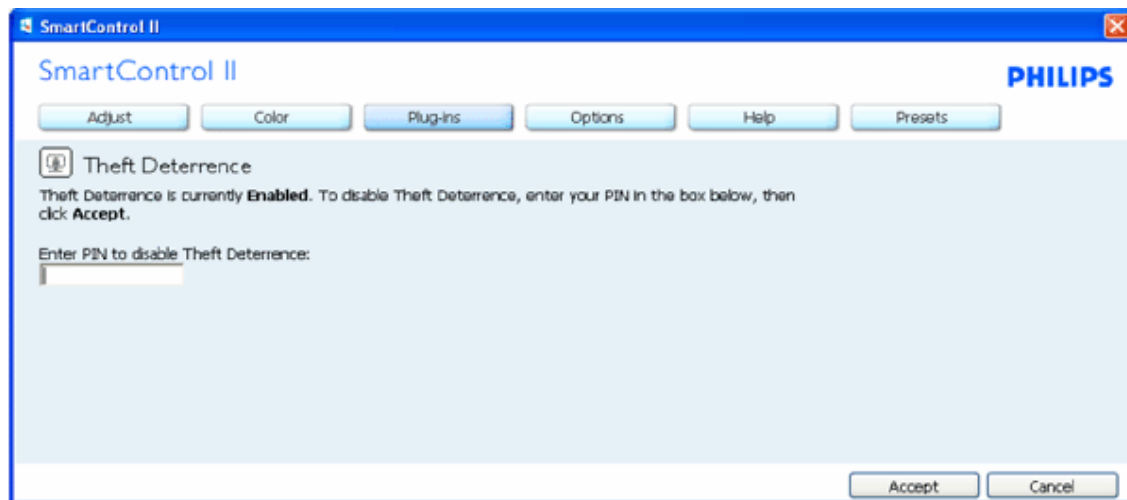 SmartControl II
SmartControl II
PHILIPS
Adjust Color Plug-ins Options Help Presets
Theft Deterrence
Theft Deterrence is currently Enabled. To disable Theft Deterrence, enter your PIN in the box below, then
click Accept.
Enter PIN to disable Theft Deterrence:
Accept Cancel